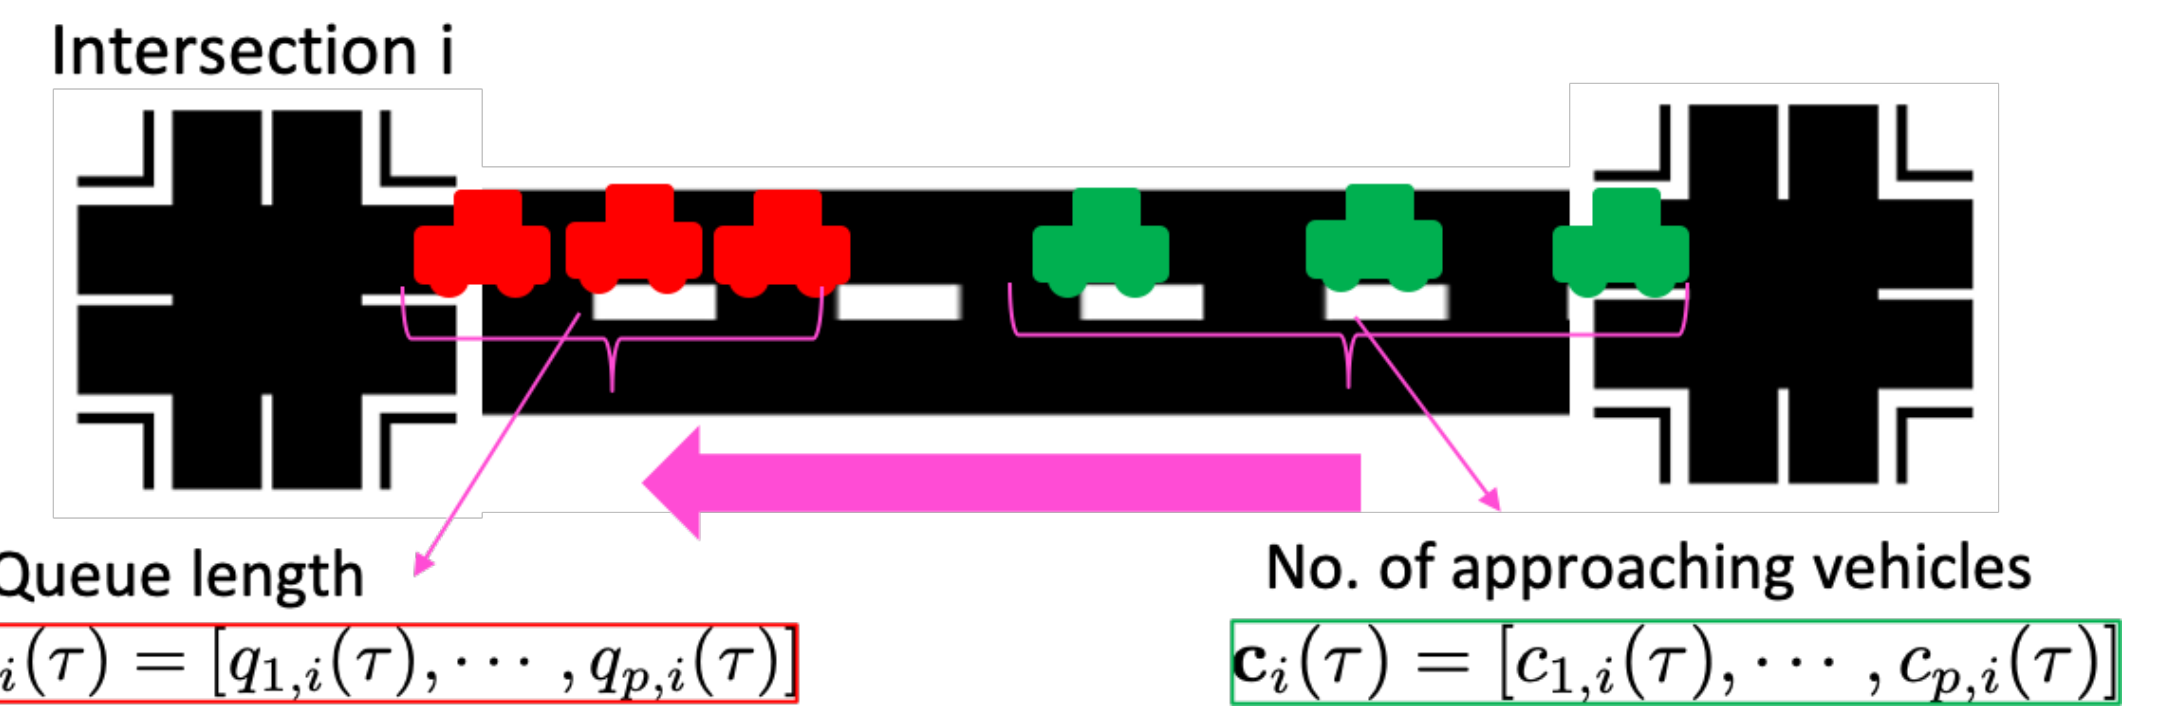 Intersection i
Queue length
No. of approaching vehicles
i(τ) = [q1,i(τ), ··· , qp,i(τ)]
ci(τ) = [c1,i(τ), ··· , cp,i(τ)]